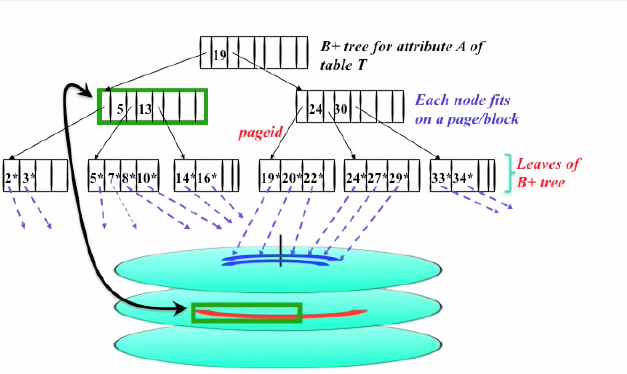 19
B+ tree for attribute A of
table T
5 13
24 30
Each node fits
on a page/block
pageid
2* 3*
5* 7* 8* 10*
14* 16*
19* 20* 22*
24* 27* 29*
33* 34*
Leaves of
B+ tree